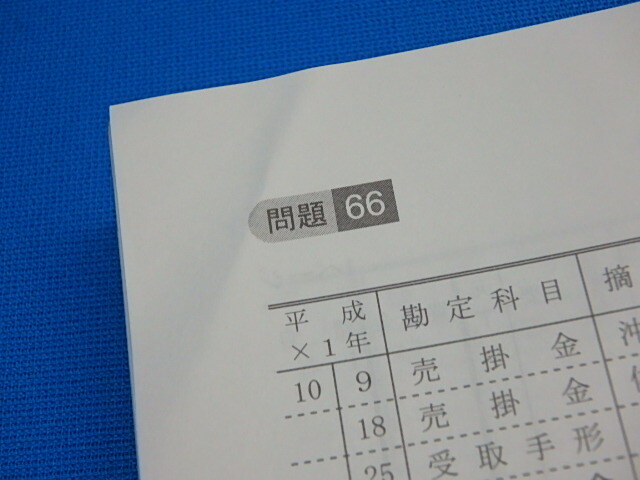 問題 66
平成 勘定科目 摘
×1年
10 9 売掛金
18 売掛金
25 受取手形